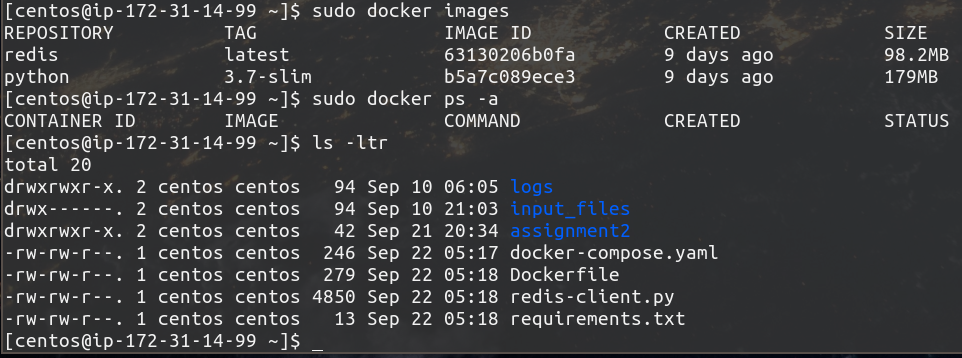 [centos@ip-172-31-14-99 ~]$ sudo docker images
REPOSITORY          TAG                 IMAGE ID            CREATED             SIZE
redis               latest              63130206b0fa        9 days ago          98.2MB
python              3.7-slim            b5a7c089ece3        9 days ago          179MB
[centos@ip-172-31-14-99 ~]$ sudo docker ps -a
CONTAINER ID        IMAGE               COMMAND             CREATED             STATUS
[centos@ip-172-31-14-99 ~]$ ls -ltr
total 20
drwxrwxr-x. 2 centos centos   94 Sep 10 06:05 logs
drwx------. 2 centos centos   94 Sep 10 21:03 input_files
drwxrwxr-x. 2 centos centos   42 Sep 21 20:34 assignment2
-rw-rw-r--. 1 centos centos  246 Sep 22 05:17 docker-compose.yaml
-rw-rw-r--. 1 centos centos  279 Sep 22 05:18 Dockerfile
-rw-rw-r--. 1 centos centos 4850 Sep 22 05:18 redis-client.py
-rw-rw-r--. 1 centos centos   13 Sep 22 05:18 requirements.txt
[centos@ip-172-31-14-99 ~]$ _